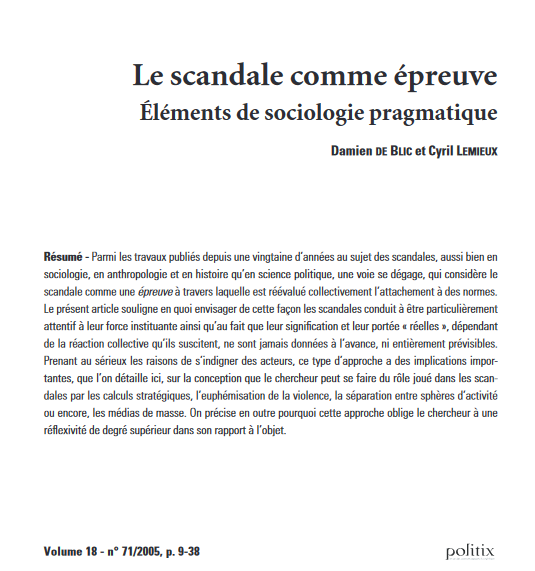 Le scandale comme épreuve
Éléments de sociologie pragmatique
Damien DE BLIC et Cyril LEMIEUX
Résumé - Parmi les travaux publiés depuis une vingtaine d'années au sujet des scandales, aussi bien en
sociologie, en anthropologie et en histoire qu'en science politique, une voie se dégage, qui considère le
scandale comme une épreuve à travers laquelle est réévalué collectivement l'attachement à des normes.
Le présent article souligne en quoi envisager de cette façon les scandales conduit à être particulièrement
attentif à leur force instituante ainsi qu'au fait que leur signification et leur portée « réelles », dépendant
de la réaction collective qu'ils suscitent, ne sont jamais données à l'avance, ni entièrement prévisibles.
Prenant au sérieux les raisons de s'indigner des acteurs, ce type d'approche a des implications impor-
tantes, que l'on détaille ici, sur la conception que le chercheur peut se faire du rôle joué dans les scan-
dales par les calculs stratégiques, l'euphémisation de la violence, la séparation entre sphères d'activité
ou encore, les médias de masse. On précise en outre pourquoi cette approche oblige le chercheur à une
réflexivité de degré supérieur dans son rapport à l'objet.
Volume 18 - n° 71/2005, p. 9-38
politix